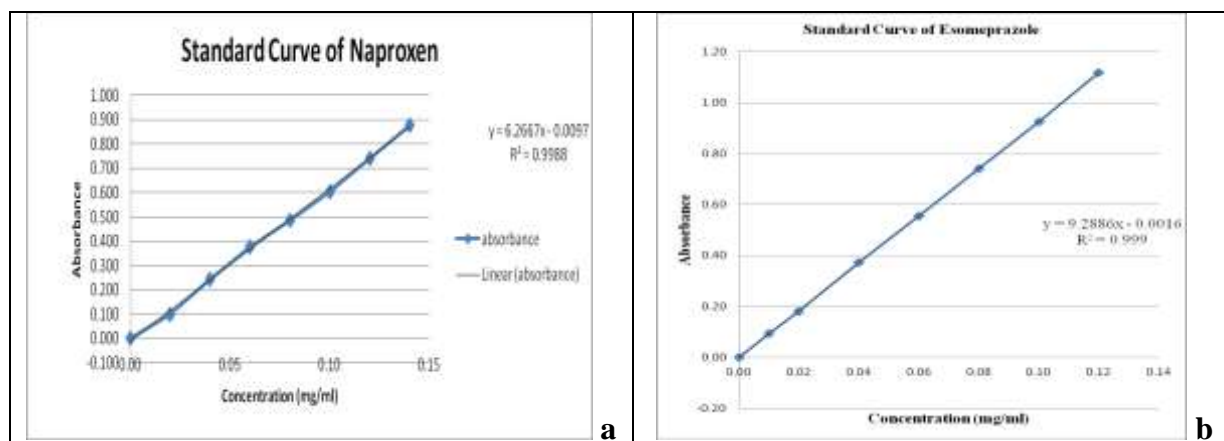 Standard Curve of Naproxen
1.000
0.900
0.800
0.700
0.600
0.500
0.400
0.300
0.200
0.100
0.000
-0.100
0.00
0.05
0.10
0.15
Absorbance
Concentration (mg/ml)
y = 6.2667x - 0.0097
R² = 0.9988
absorbance
Linear (absorbance)
a
Standard Curve of Esomeprazole
1.20
1.00
0.80
0.60
0.40
0.20
0.00
-0.20
0.00
0.02
0.04
0.06
0.08
0.10
0.12
0.14
Absorbance
Concentration (mg/ml)
y = 9.2886x - 0.0016
R² = 0.999
b